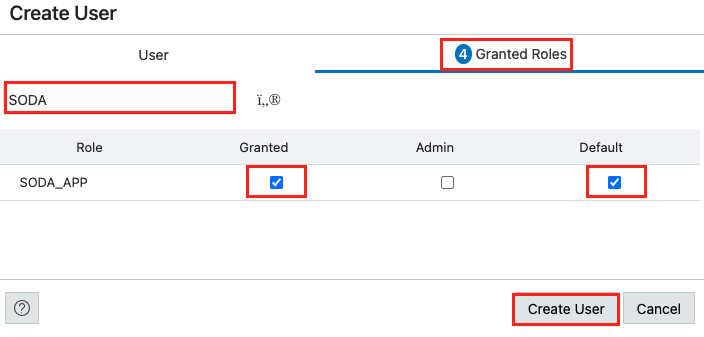 Create User
User
4 Granted Roles
SODA ï„®
Role Granted Admin Default
SODA_APP
? Create User Cancel